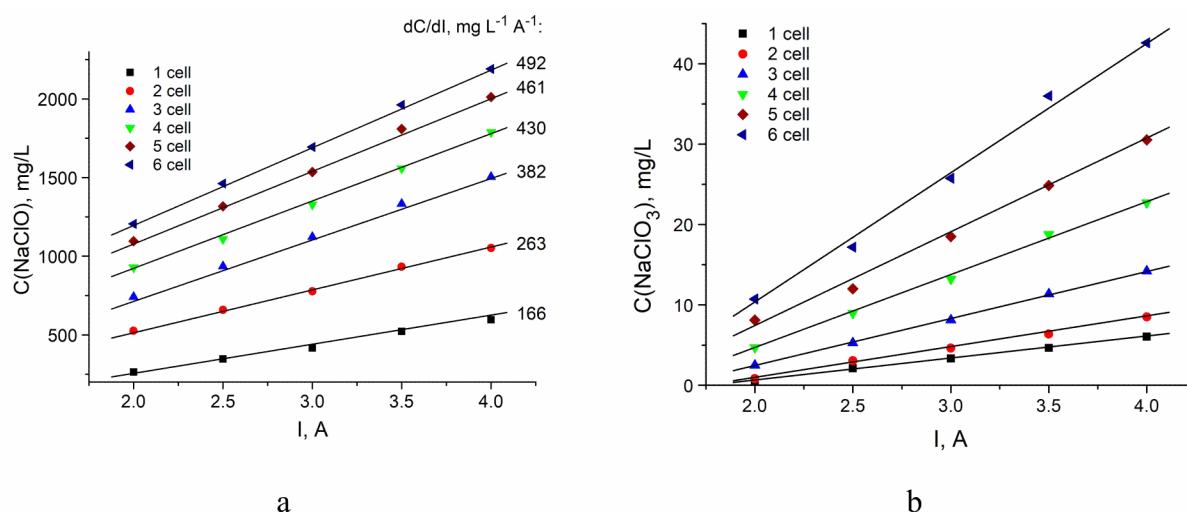 dC/dI, mg L⁻¹ A⁻¹:
C(NaClO), mg/L
2000
1500
1000
500
1 cell
2 cell
3 cell
4 cell
5 cell
6 cell
492
461
430
382
263
166
2.0 2.5 3.0 3.5 4.0
I, A
a
C(NaClO₃), mg/L
40
30
20
10
0
1 cell
2 cell
3 cell
4 cell
5 cell
6 cell
2.0 2.5 3.0 3.5 4.0
I, A
b